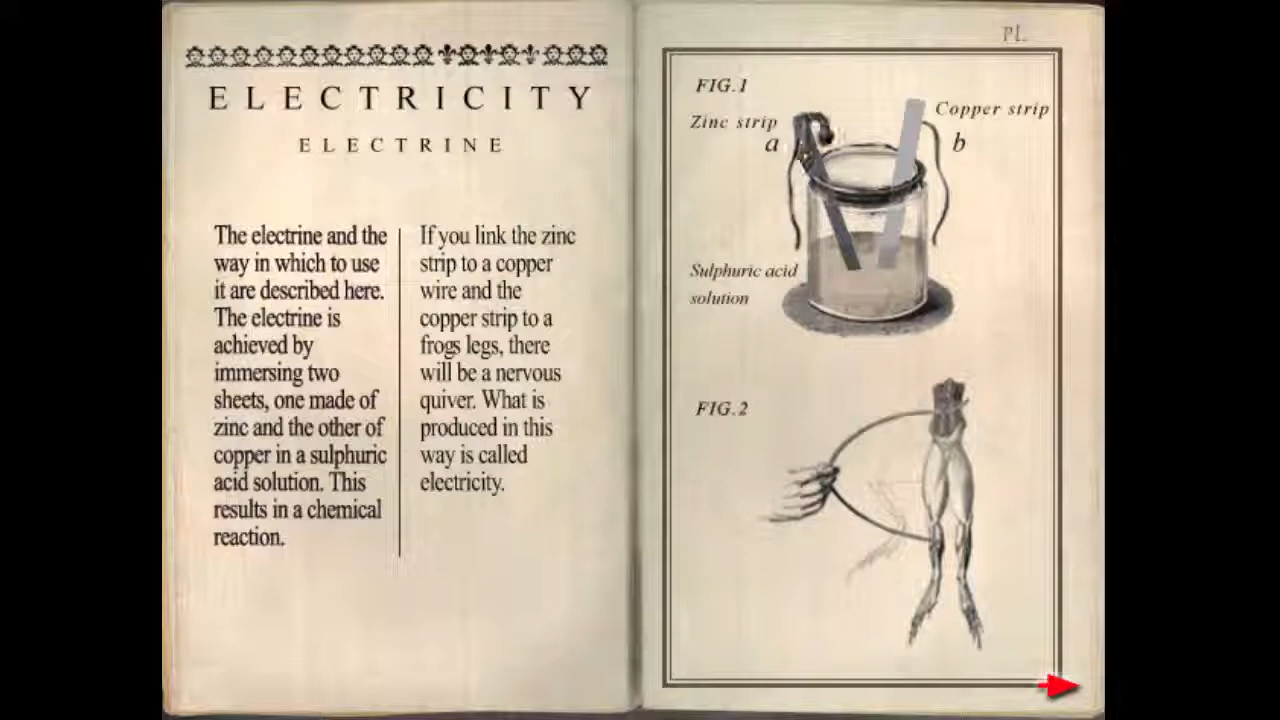 ELECTRICITY
ELECTRINE
The electrine and the
way in which to use
it are described here.
The electrine is
achieved by
immersing two
sheets, one made of
zinc and the other of
copper in a sulphuric
acid solution. This
results in a chemical
reaction.
If you link the zinc
strip to a copper
wire and the
copper strip to a
frogs legs, there
will be a nervous
quiver. What is
produced in this
way is called
electricity.
Pl.
FIG.1
Zinc strip
a
Copper strip
b
Sulphuric acid
solution
FIG.2